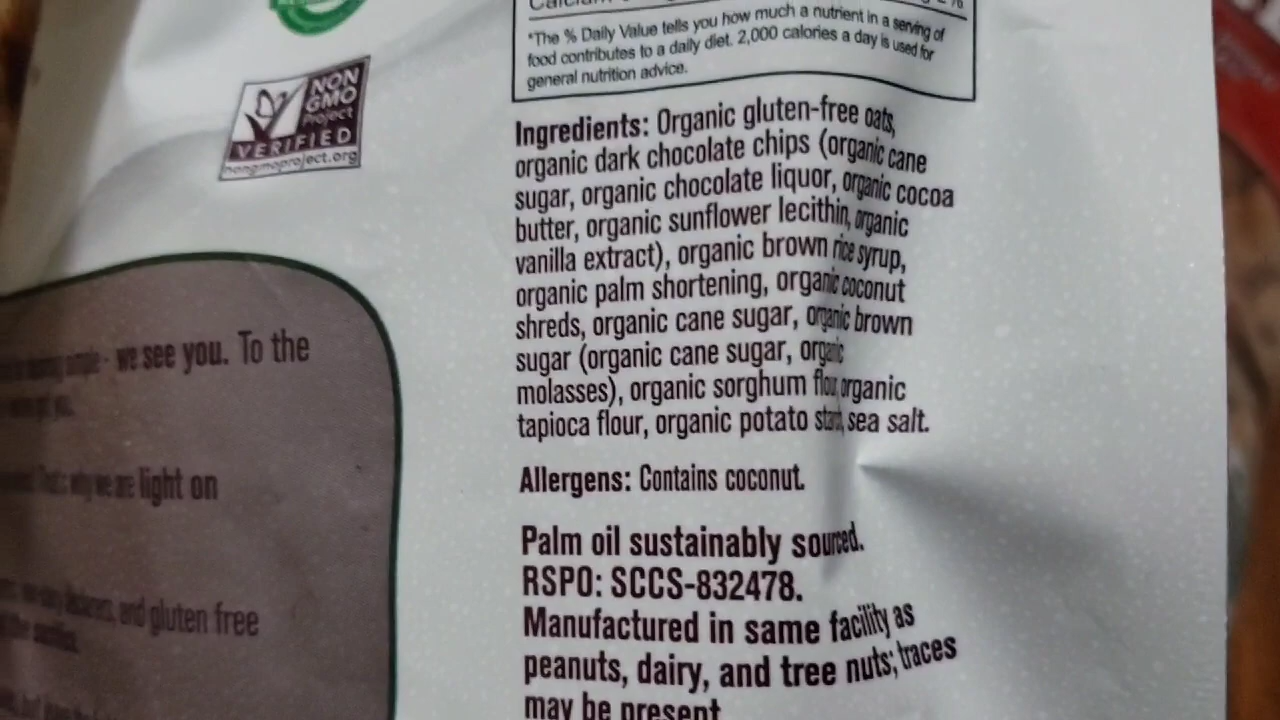 *The % Daily Value tells you how much a nutrient in a serving of
food contributes to a daily diet. 2,000 calories a day is used for
general nutrition advice.
NON
GMO
Project
VERIFIED
nongmoproject.org
Ingredients: Organic gluten-free oats,
organic dark chocolate chips (organic cane
sugar, organic chocolate liquor, organic cocoa
butter, organic sunflower lecithin, organic
vanilla extract), organic brown rice syrup,
organic palm shortening, organic coconut
shreds, organic cane sugar, organic brown
sugar (organic cane sugar, organic
molasses), organic sorghum flour, organic
tapioca flour, organic potato starch, sea salt.
Allergens: Contains coconut.
Palm oil sustainably sourced.
RSPO: SCCS-832478.
Manufactured in same facility as
peanuts, dairy, and tree nuts; traces
may be present
we see you. To the
we are light on
and gluten free